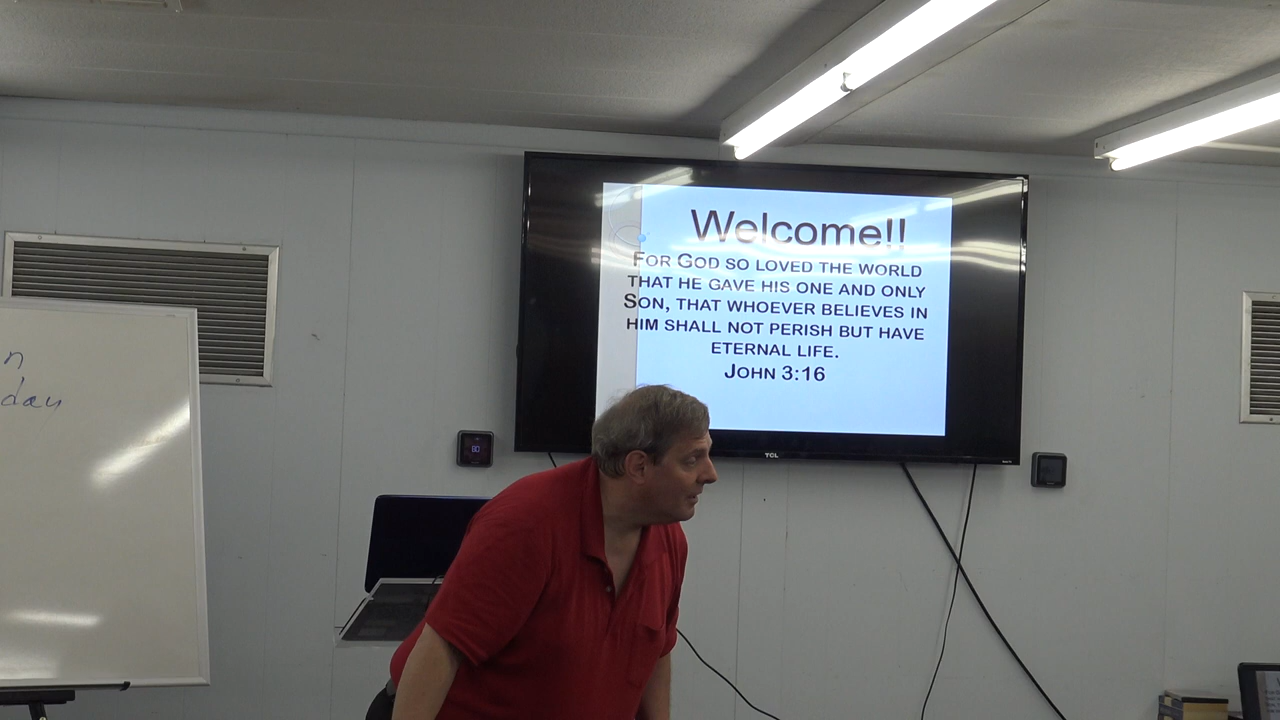 n
day
Welcome!!
FOR GOD SO LOVED THE WORLD
THAT HE GAVE HIS ONE AND ONLY
SON, THAT WHOEVER BELIEVES IN
HIM SHALL NOT PERISH BUT HAVE
ETERNAL LIFE.
JOHN 3:16
TCL
80